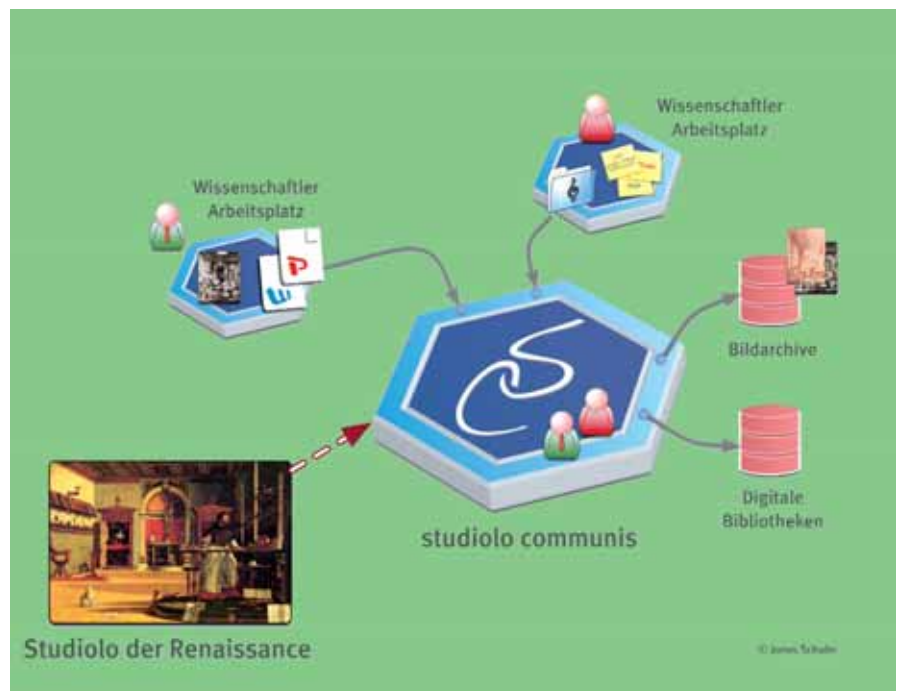 Wissenschaftler
Arbeitsplatz
Wissenschaftler
Arbeitsplatz
Bildarchive
Digitale
Bibliotheken
studiolo communis
Studiolo der Renaissance